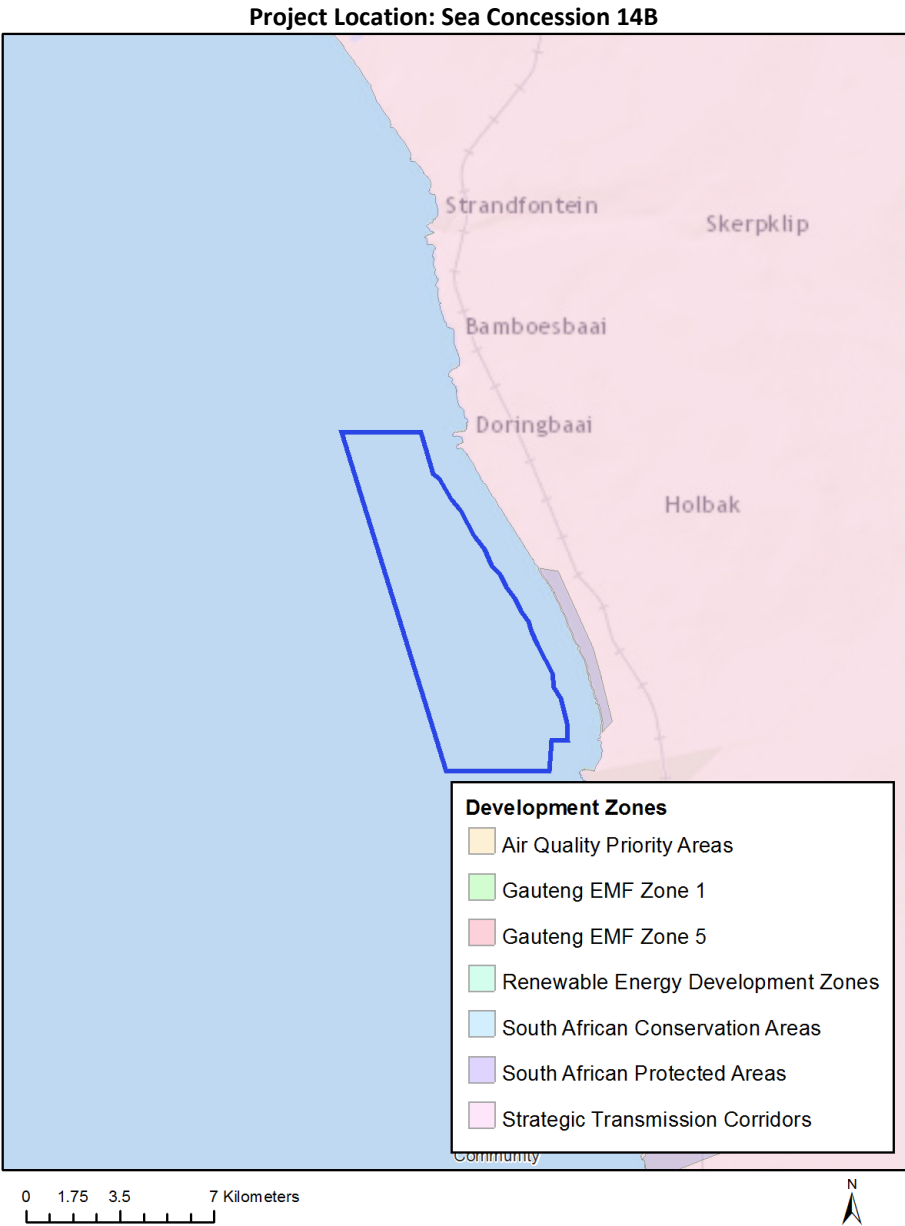 Project Location: Sea Concession 14B
Strandfontein
Skerpklip
Bamboesbaai
Doringbaai
Holbak
Development Zones
Air Quality Priority Areas
Gauteng EMF Zone 1
Gauteng EMF Zone 5
Renewable Energy Development Zones
South African Conservation Areas
South African Protected Areas
Strategic Transmission Corridors
Community
0 1.75 3.5 7 Kilometers
N